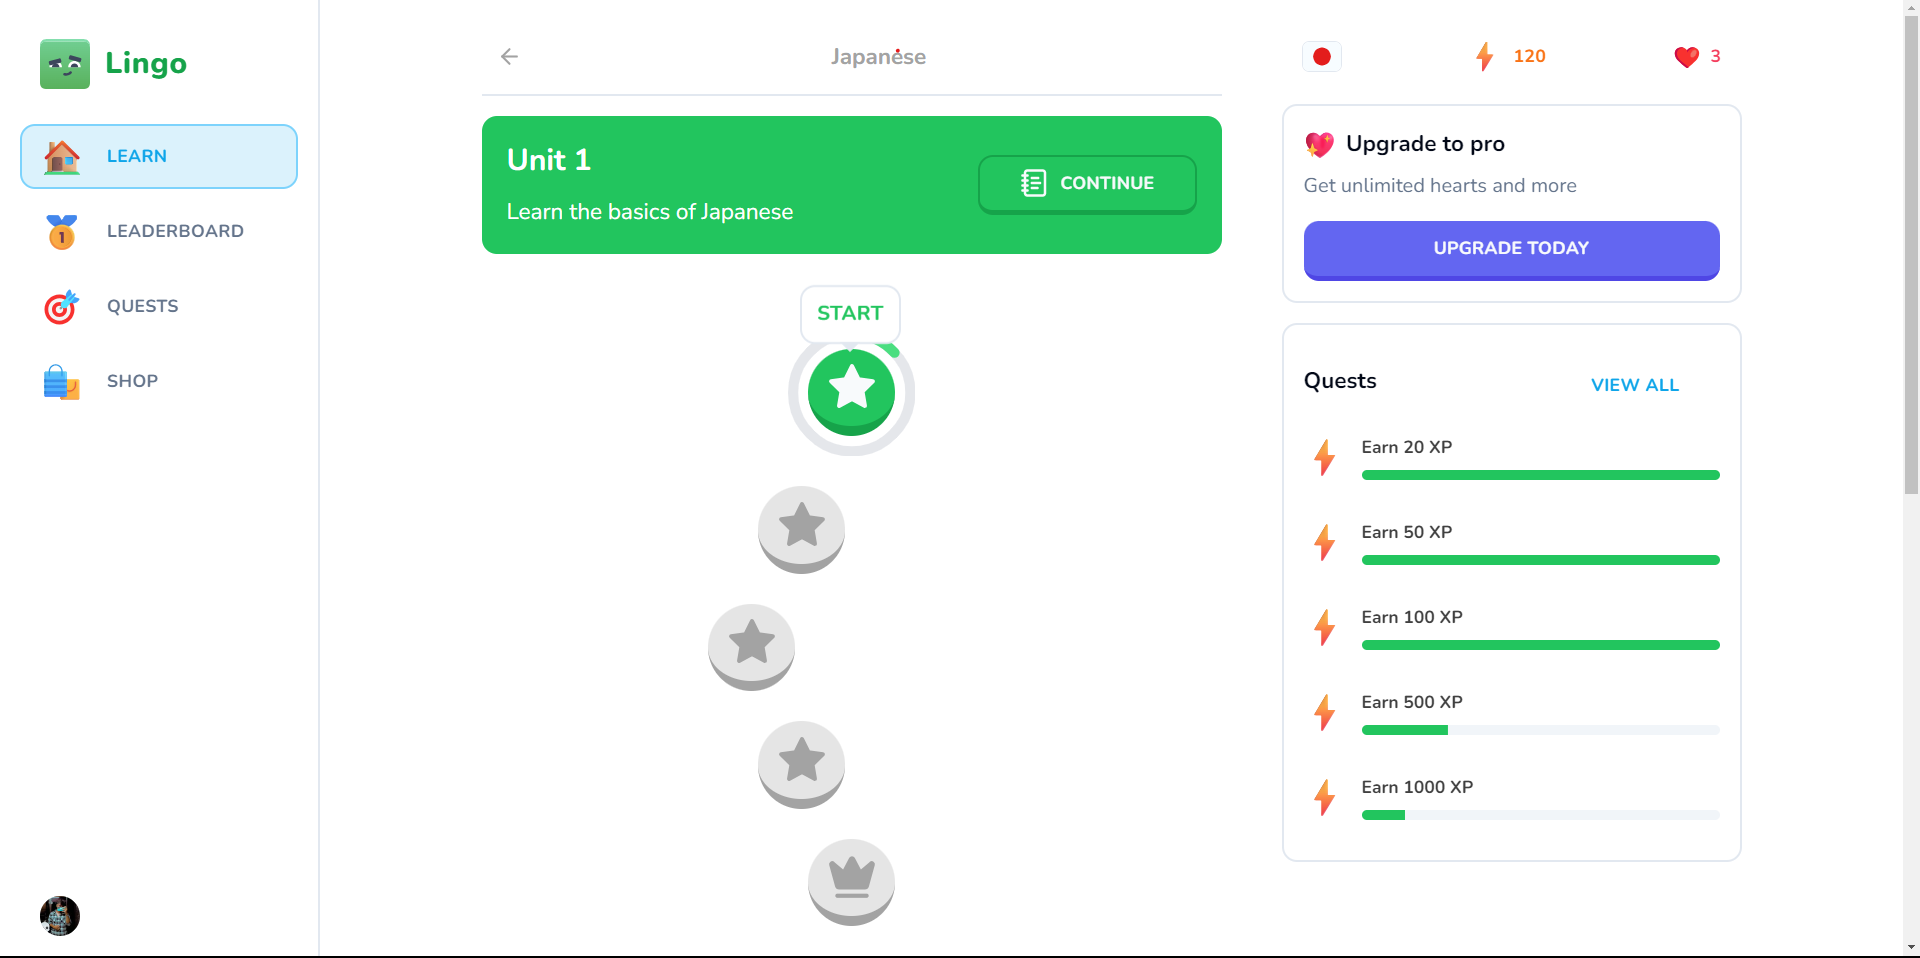 Lingo
LEARN
LEADERBOARD
1
QUESTS
SHOP
Japanese
Unit 1
Learn the basics of Japanese
CONTINUE
START
120
3
Upgrade to pro
Get unlimited hearts and more
UPGRADE TODAY
Quests
VIEW ALL
Earn 20 XP
Earn 50 XP
Earn 100 XP
Earn 500 XP
Earn 1000 XP